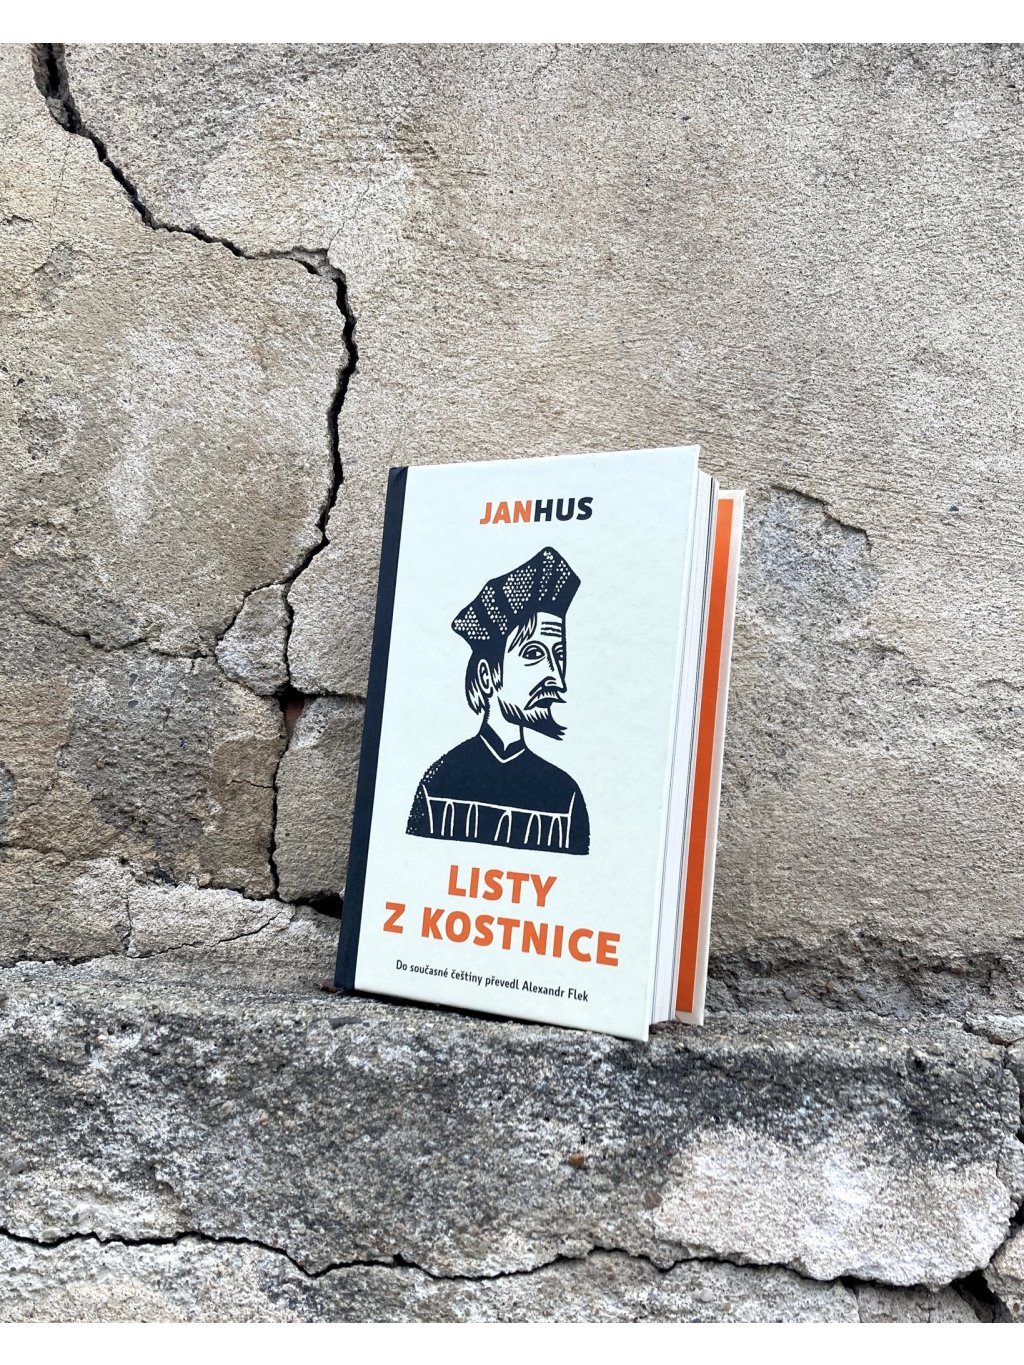 JANHUS
LISTY
Z KOSTNICE
Do současné češtiny převedl Alexandr Flek